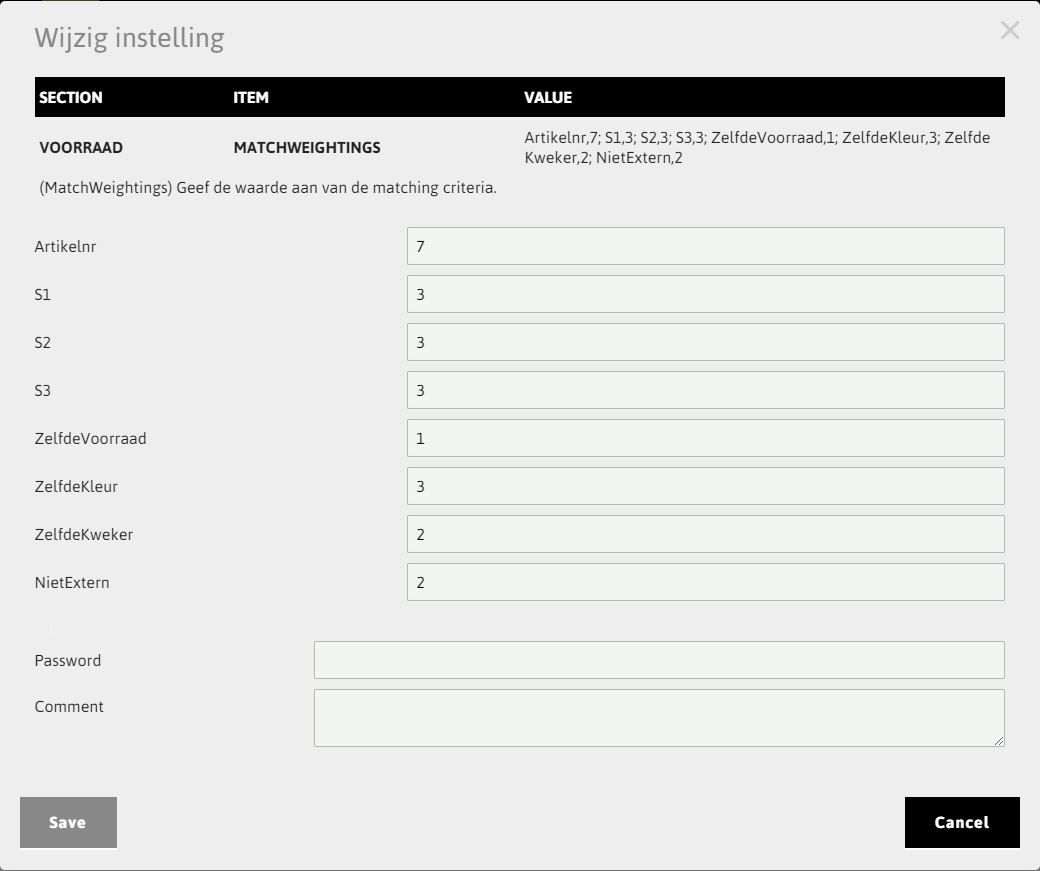 Wijzig instelling
SECTION ITEM VALUE
VOORRAAD MATCHWEIGHTINGS Artikelnr,7; S1,3; S2,3; S3,3; ZelfdeVoorraad,1; ZelfdeKleur,3; Zelfde
Kweker,2; NietExtern,2
(MatchWeightings) Geef de waarde aan van de matching criteria.
Artikelnr 7
S1 3
S2 3
S3 3
ZelfdeVoorraad 1
ZelfdeKleur 3
ZelfdeKweker 2
NietExtern 2
Password
Comment
Save Cancel